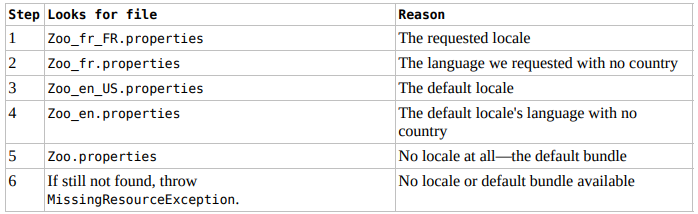 Step Looks for file Reason
1 Zoo_fr_FR.properties The requested locale
2 Zoo_fr.properties The language we requested with no country
3 Zoo_en_US.properties The default locale
4 Zoo_en.properties The default locale's language with no
country
5 Zoo.properties No locale at all—the default bundle
6 If still not found, throw No locale or default bundle available
MissingResourceException.